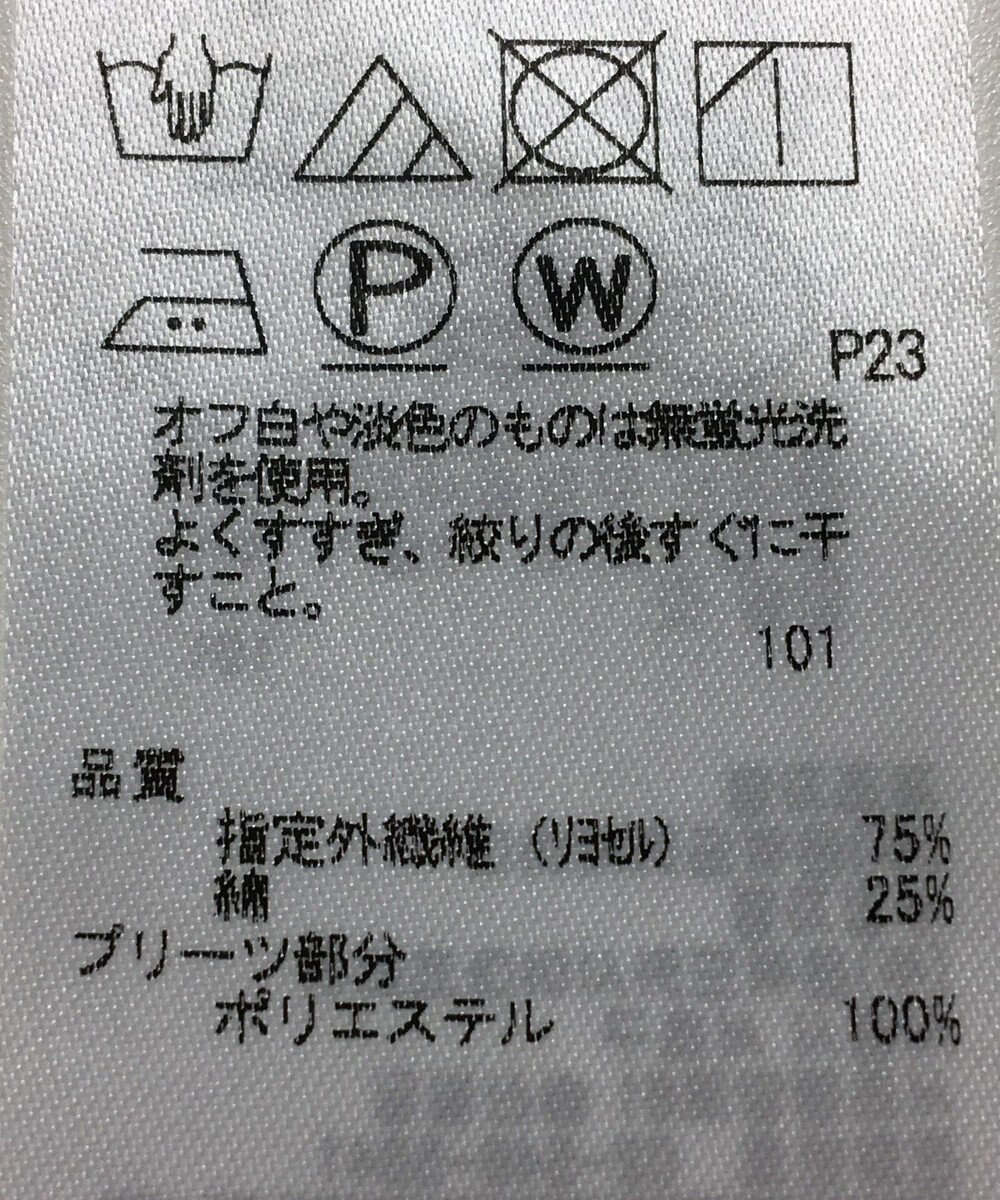 P
W
P23
オフ白や淡色のものは無蛍光洗
剤を使用。
よくすすぎ、絞りの後すぐに干
すこと。
101
品質
指定外繊維（リヨセル） 75%
綿 25%
プリーツ部分
ポリエステル 100%